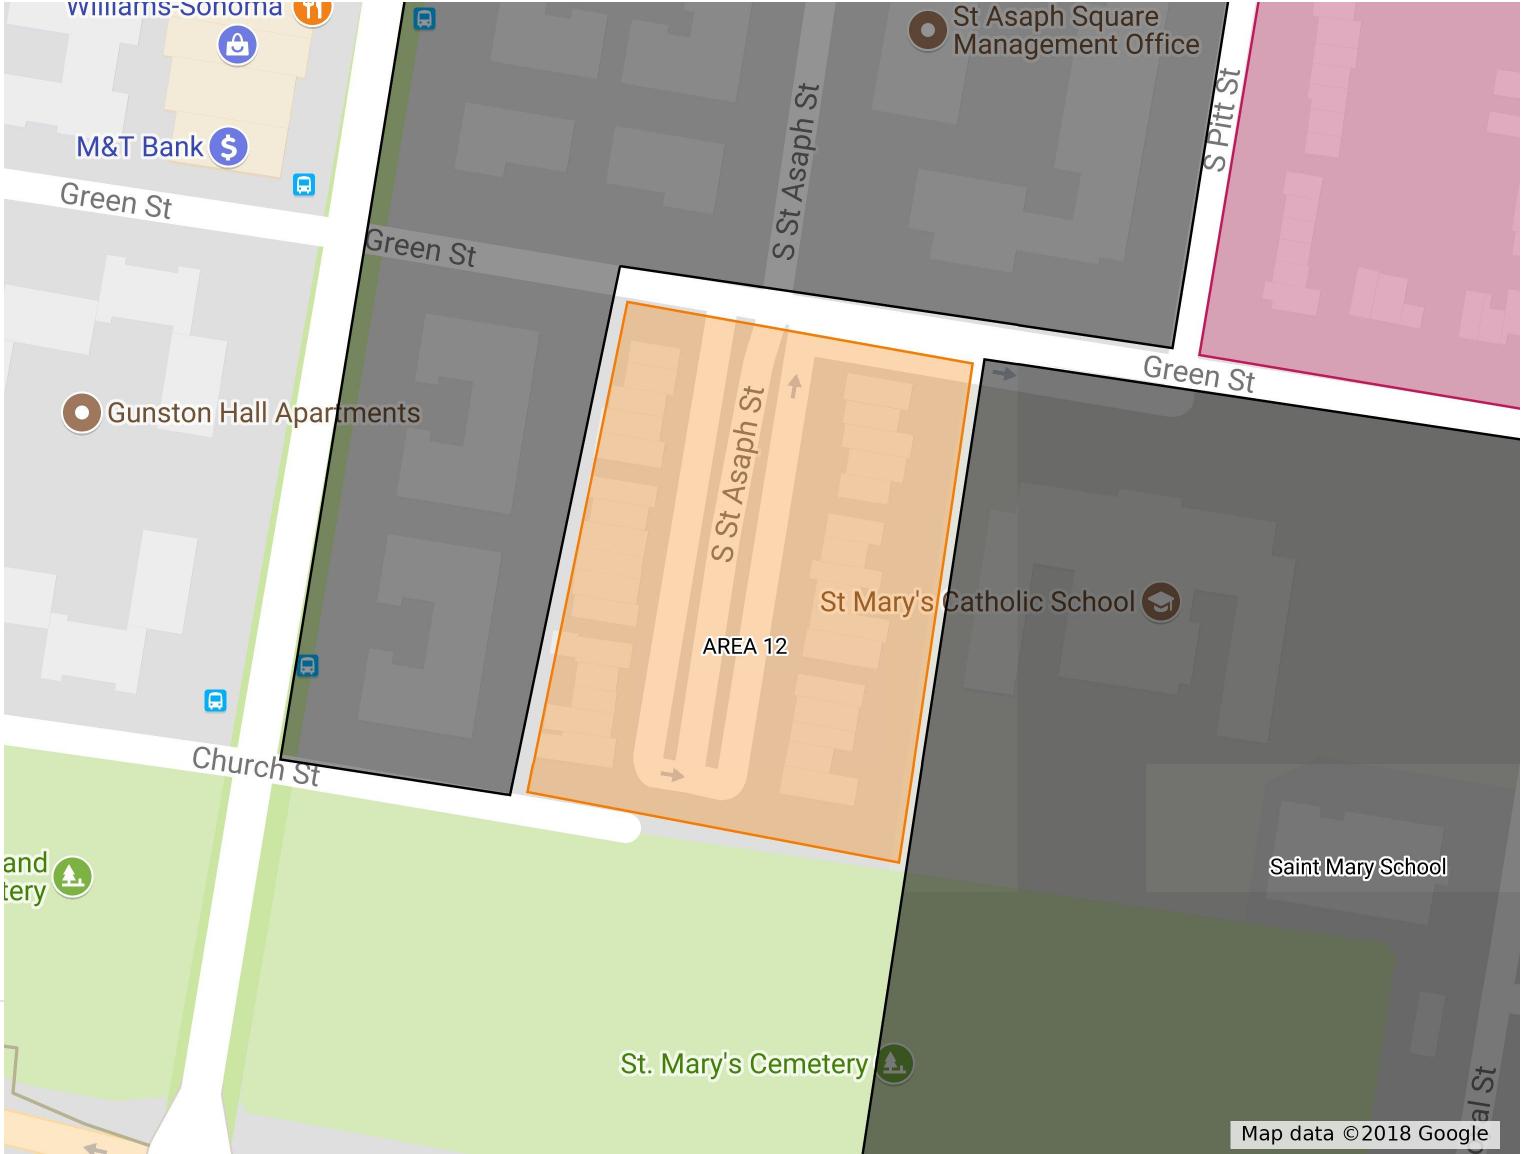 Williams-Sonoma
St Asaph Square
Management Office
M&T Bank
S St Asaph St
S Pitt St
Green St
Green St
Green St
Gunston Hall Apartments
S St Asaph St
St Mary's Catholic School
AREA 12
Church St
and
tery
Saint Mary School
St. Mary's Cemetery
al St
Map data ©2018 Google